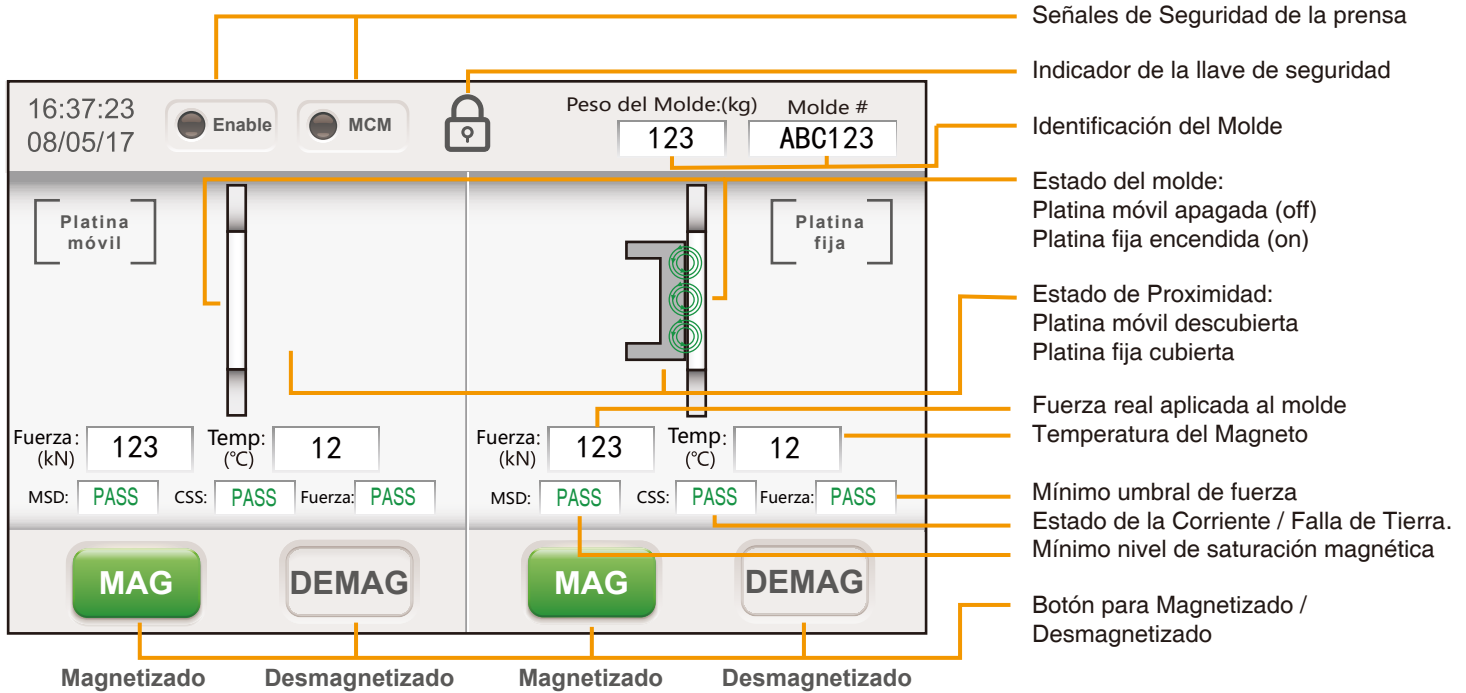 Señales de Seguridad de la prensa
Indicador de la llave de seguridad
16:37:23
08/05/17
Enable
MCM
Peso del Molde:(kg)
Molde #
123
ABC123
Identificación del Molde
Platina
móvil
Platina
fija
Estado del molde:
Platina móvil apagada (off)
Platina fija encendida (on)
Estado de Proximidad:
Platina móvil descubierta
Platina fija cubierta
Fuerza:
(kN)
123
Temp:
(℃)
12
Fuerza:
(kN)
123
Temp:
(℃)
12
Fuerza real aplicada al molde
Temperatura del Magneto
MSD: PASS CSS: PASS Fuerza: PASS
MSD: PASS CSS: PASS Fuerza: PASS
Mínimo umbral de fuerza
Estado de la Corriente / Falla de Tierra.
Mínimo nivel de saturación magnética
MAG
DEMAG
MAG
DEMAG
Botón para Magnetizado /
Desmagnetizado
Magnetizado
Desmagnetizado
Magnetizado
Desmagnetizado